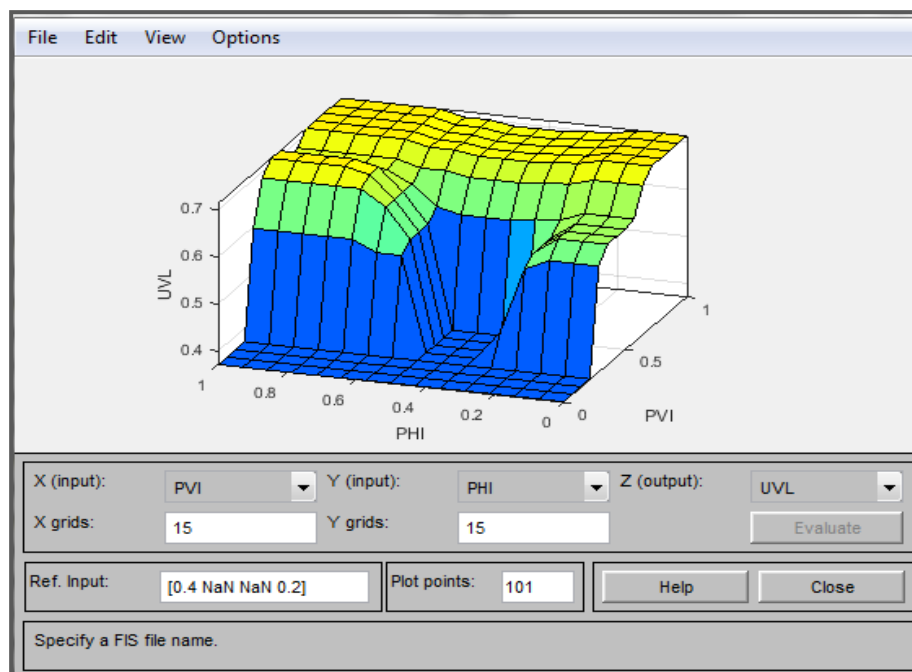 File Edit View Options
0.7
0.6
0.5
0.4
UVL
1
0.8
0.6
0.4
0.2
0
PHI
0
0.5
1
PVI
X (input): PVI Y (input): PHI Z (output): UVL
X grids: 15 Y grids: 15 Evaluate
Ref. Input: [0.4 NaN NaN 0.2] Plot points: 101 Help Close
Specify a FIS file name.